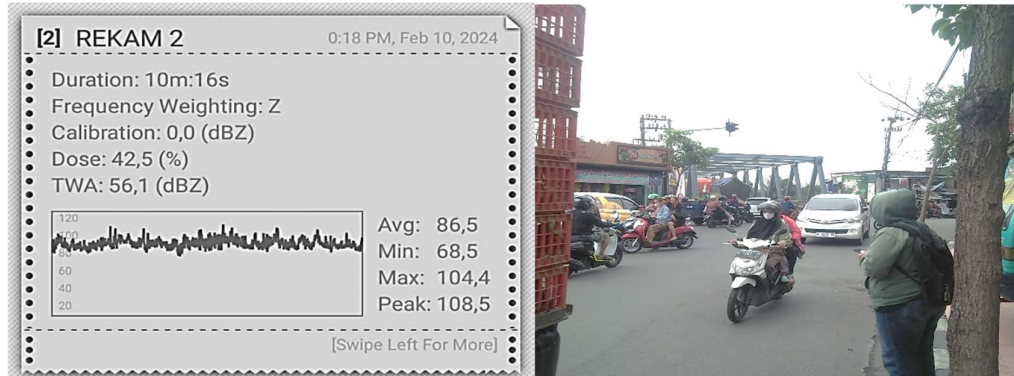 [2] REKAM 2
0:18 PM, Feb 10, 2024
Duration: 10m:16s
Frequency Weighting: Z
Calibration: 0,0 (dBZ)
Dose: 42,5 (%)
TWA: 56,1 (dBZ)
120
100
80
60
40
20
Avg: 86,5
Min: 68,5
Max: 104,4
Peak: 108,5
[Swipe Left For More]